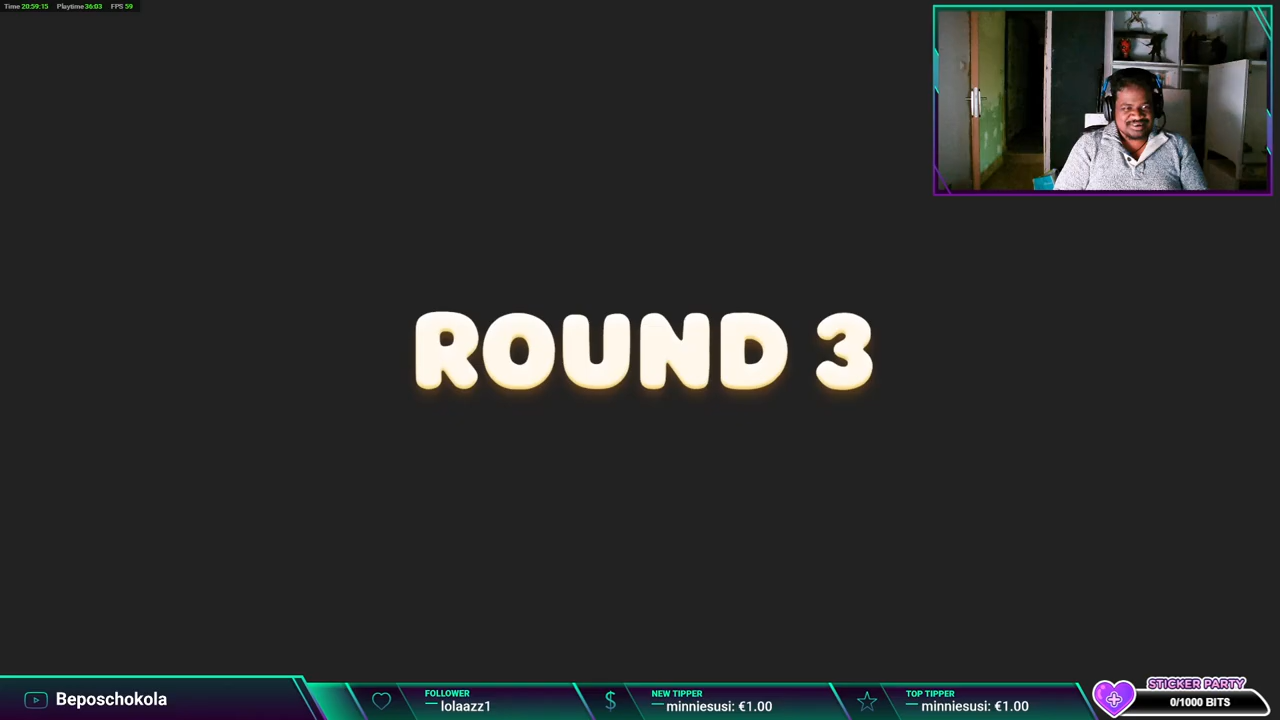 Time 20:59:15 Playtime 36:03 FPS 59
ROUND 3
Beposchokola
FOLLOWER
lolaazz1
NEW TIPPER
minniesusi: €1.00
TOP TIPPER
minniesusi: €1.00
STICKER PARTY
0/1000 BITS